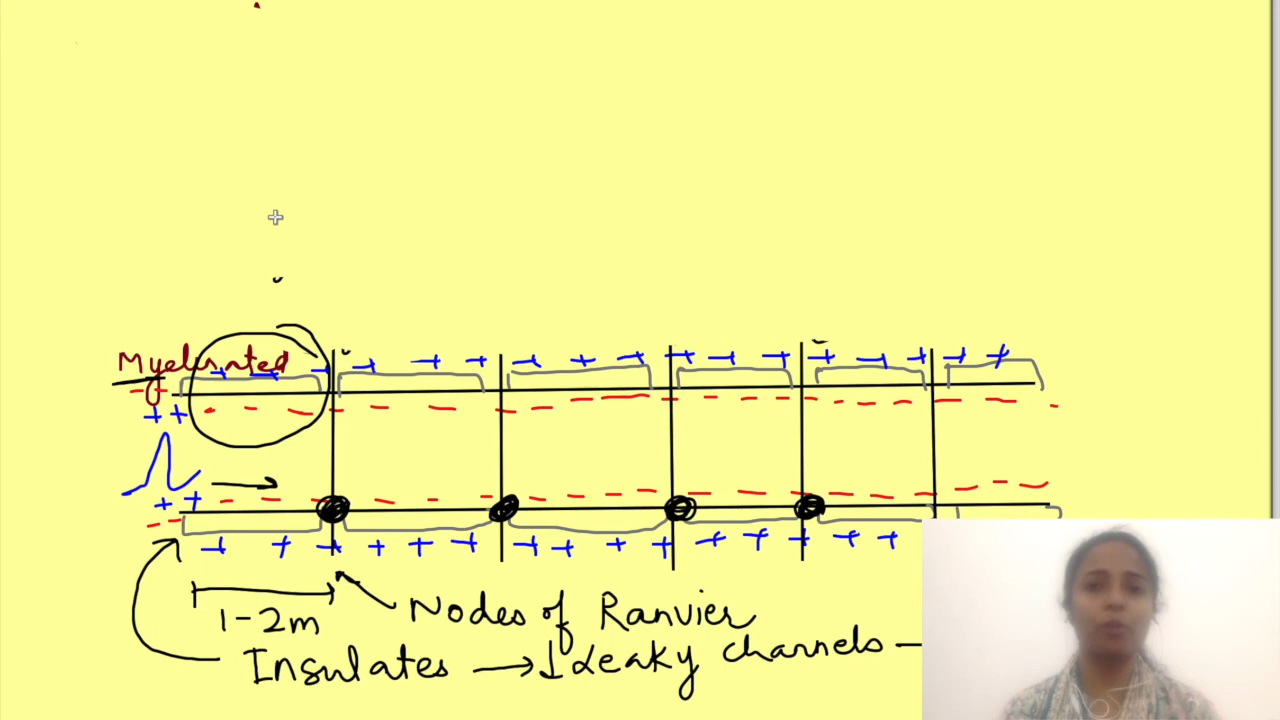 Myelinated
1-2m
Nodes of Ranvier
Insulates → ↓ Leaky channels –